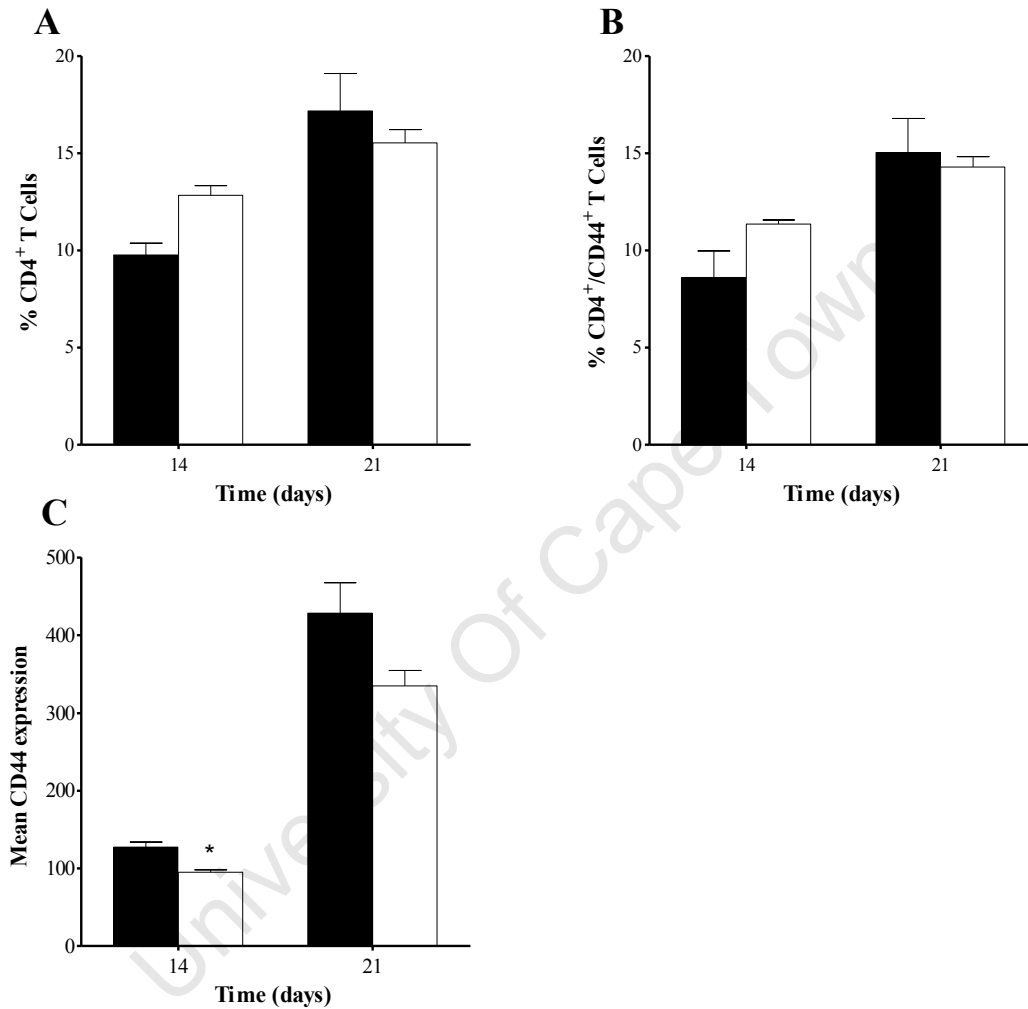 A
20
15
10
5
0
% CD4+ T Cells
14
21
Time (days)
B
20
15
10
5
0
% CD4+/CD44+ T Cells
14
21
Time (days)
C
500
400
300
200
100
0
Mean CD44 expression
*
14
21
Time (days)
University Of Cape Town